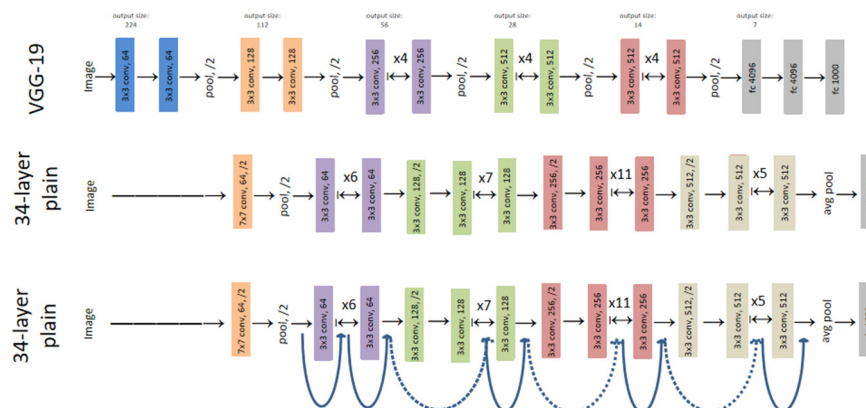 output size:
224
output size:
112
output size:
56
output size:
28
output size:
14
output size:
7
VGG-19
Image
3x3 conv, 64
3x3 conv, 64
pool, /2
3x3 conv, 128
3x3 conv, 128
pool, /2
3x3 conv, 256
x4
3x3 conv, 256
pool, /2
3x3 conv, 512
x4
3x3 conv, 512
pool, /2
3x3 conv, 512
x4
3x3 conv, 512
pool, /2
fc 4096
fc 4096
fc 1000
34-layer
plain
Image
7x7 conv, 64, /2
pool, /2
3x3 conv, 64
x6
3x3 conv, 64
3x3 conv, 128, /2
3x3 conv, 128
x7
3x3 conv, 128
3x3 conv, 256, /2
3x3 conv, 256
x11
3x3 conv, 256
3x3 conv, 512, /2
3x3 conv, 512
x5
3x3 conv, 512
avg pool
34-layer
plain
Image
7x7 conv, 64, /2
pool, /2
3x3 conv, 64
x6
3x3 conv, 64
3x3 conv, 128, /2
3x3 conv, 128
x7
3x3 conv, 128
3x3 conv, 256, /2
3x3 conv, 256
x11
3x3 conv, 256
3x3 conv, 512, /2
3x3 conv, 512
x5
3x3 conv, 512
avg pool